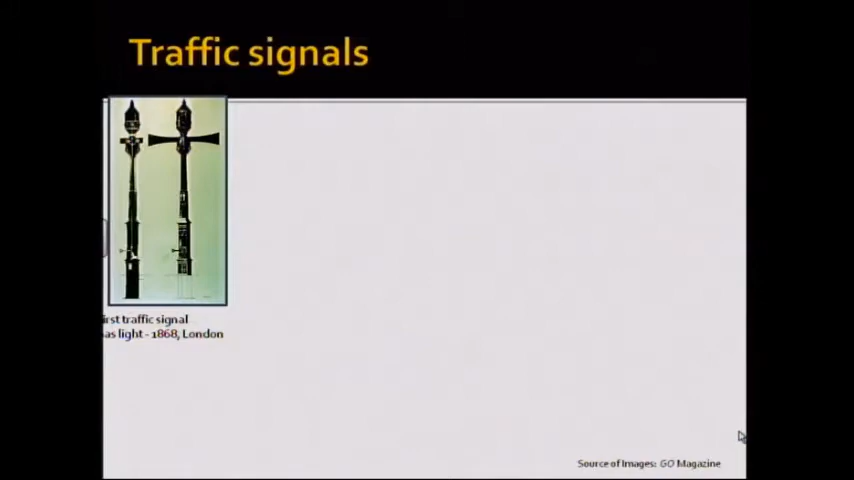 Traffic signals
irst traffic signal
as light - 1868, London
Source of Images: GO Magazine